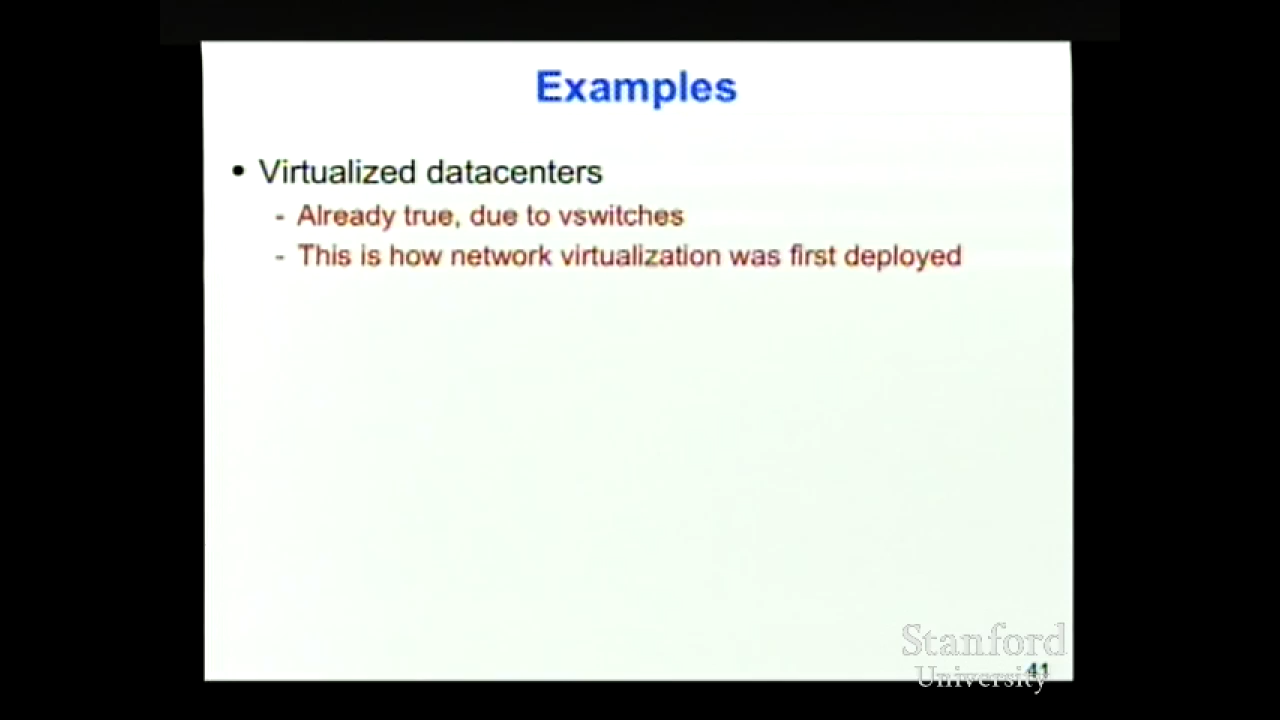 Examples
• Virtualized datacenters
- Already true, due to vswitches
- This is how network virtualization was first deployed
Stanford
University
41